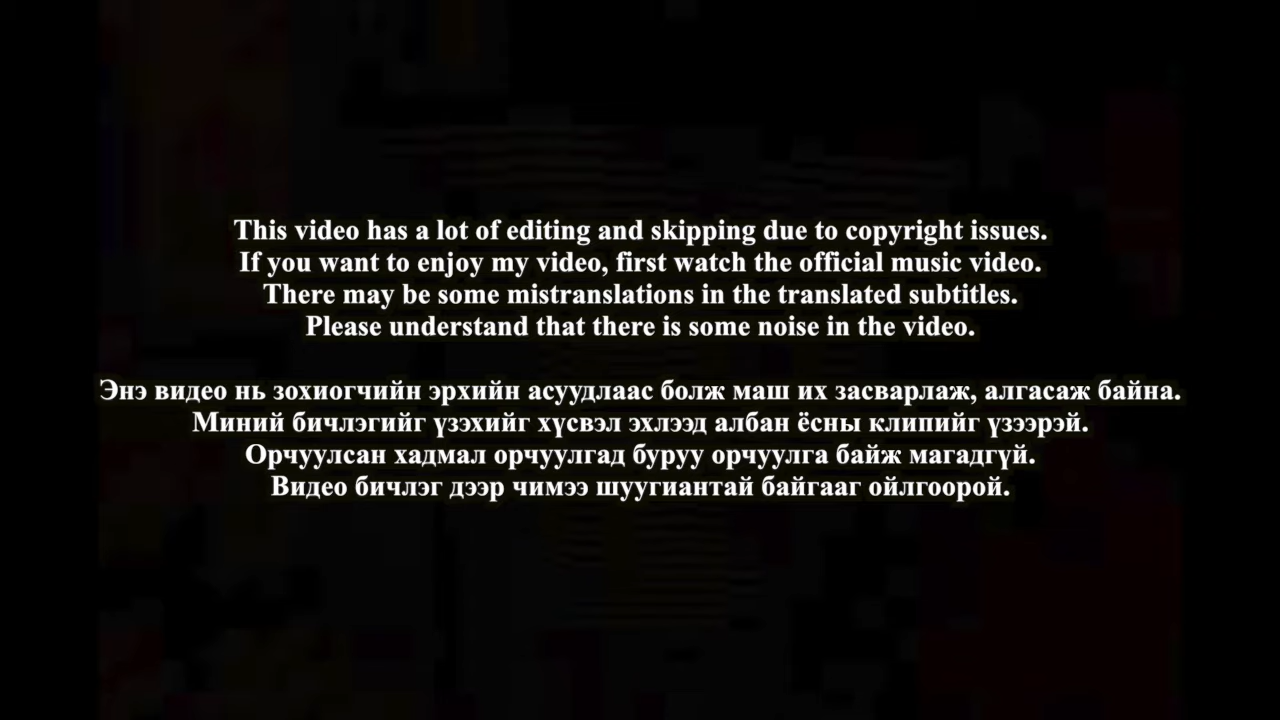 This video has a lot of editing and skipping due to copyright issues.
If you want to enjoy my video, first watch the official music video.
There may be some mistranslations in the translated subtitles.
Please understand that there is some noise in the video.
Энэ видео нь зохиогчийн эрхийн асуудлаас болж маш их засварлаж, алгасаж байна.
Миний бичлэгийг үзэхийг хүсвэл эхлээд албан ёсны клипийг үзээрэй.
Орчуулсан хадмал орчуулгад буруу орчуулга байж магадгүй.
Видео бичлэг дээр чимээ шуугиантай байгааг ойлгоорой.